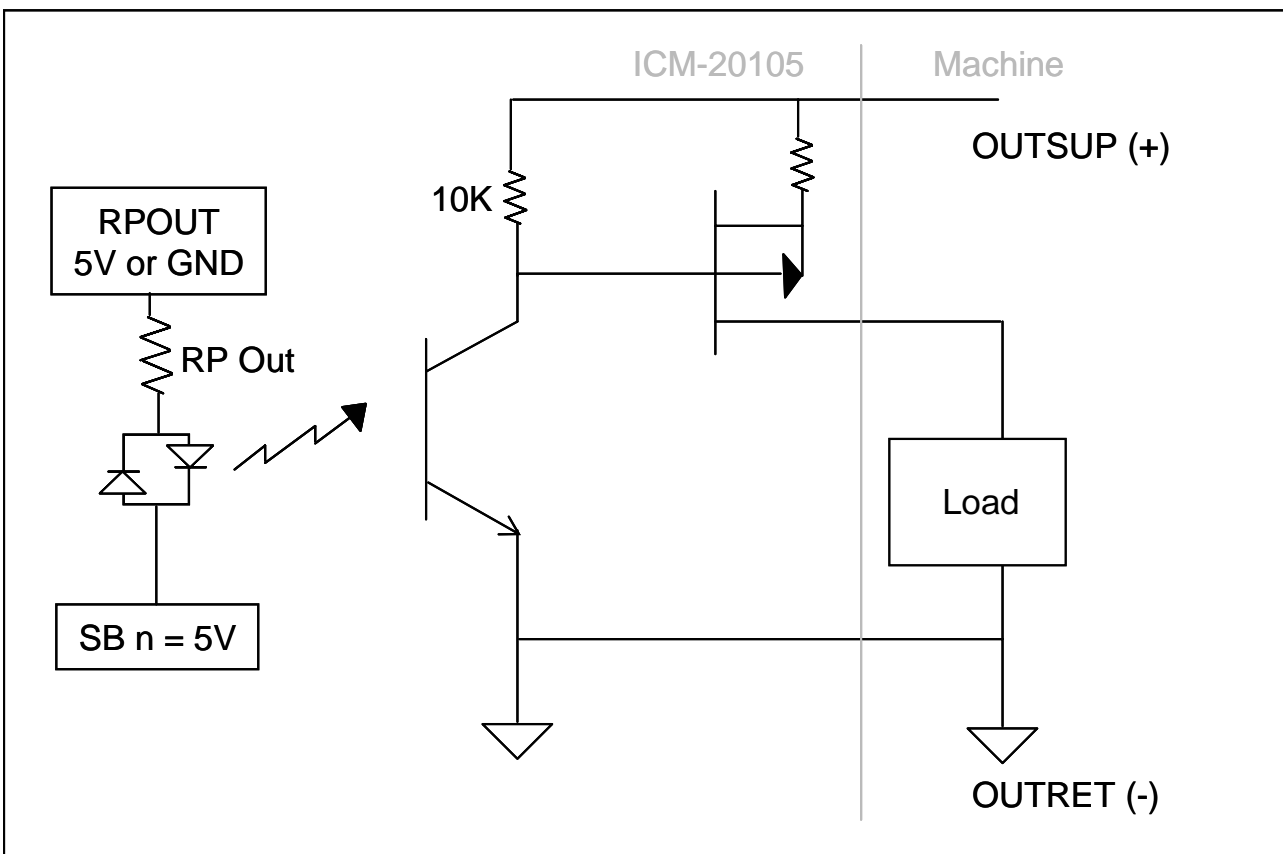 ICM-20105
Machine
OUTSUP (+)
10K
RPOUT
5V or GND
RP Out
Load
SB n = 5V
OUTRET (-)